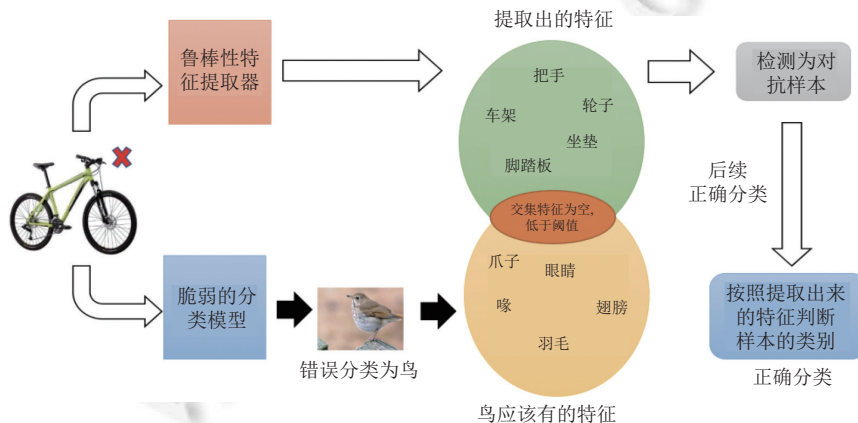 提取出的特征
鲁棒性特
征提取器
把手
车架
轮子
坐垫
脚踏板
检测为对
抗样本
后续
正确分类
交集特征为空,
低于阈值
脆弱的分
类模型
错误分类为鸟
爪子
眼睛
喙
翅膀
羽毛
鸟应该有的特征
按照提取出来
的特征判断
样本的类别
正确分类